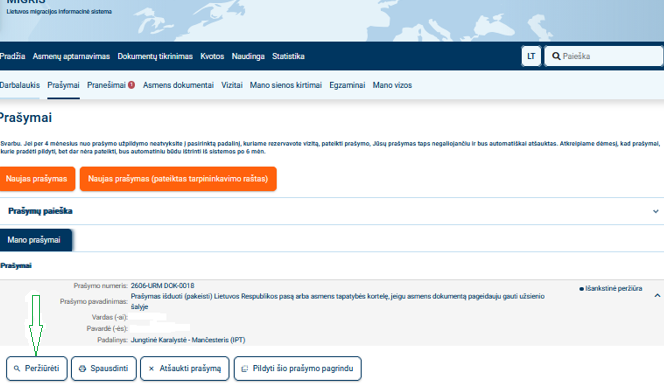 MIGRIS
Lietuvos migracijos informacinė sistema
Pradžia Asmenų aptarnavimas Dokumentų tikrinimas Kvotos Naudinga Statistika LT Paieška
Darbalaukis Prašymai Pranešimai 1 Asmens dokumentai Vizitai Mano sienos kirtimai Egzaminai Mano vizos
Prašymai
Svarbu. Jei per 4 mėnesius nuo prašymo užpildymo neatvyksite į pasirinktą padalinį, kuriame rezervavote vizitą, pateikti prašymo, Jūsų prašymas taps negaliojančiu ir bus automatiškai atšauktas. Atkreipiame dėmesį, kad prašymai,
kurie pradėti pildyti, bet dar nėra pateikti, bus automatiniu būdu ištrinti iš sistemos po 6 mėn.
Naujas prašymas Naujas prašymas (pateiktas tarpininkavimo raštas)
Prašymų paieška
Mano prašymai
Prašymai
Prašymo numeris: 2606-URM DOK-0018
Išankstinė peržiūra
Prašymo pavadinimas: Prašymas išduoti (pakeisti) Lietuvos Respublikos pasą arba asmens tapatybės kortelę, jeigu asmens dokumentą pageidauju gauti užsienio
šalyje
Vardas (-ai):
Pavardė (-ės):
Padalinys: Jungtinė Karalystė - Mančesteris (IPT)
Peržiūrėti Spausdinti Atšaukti prašymą Pildyti šio prašymo pagrindu